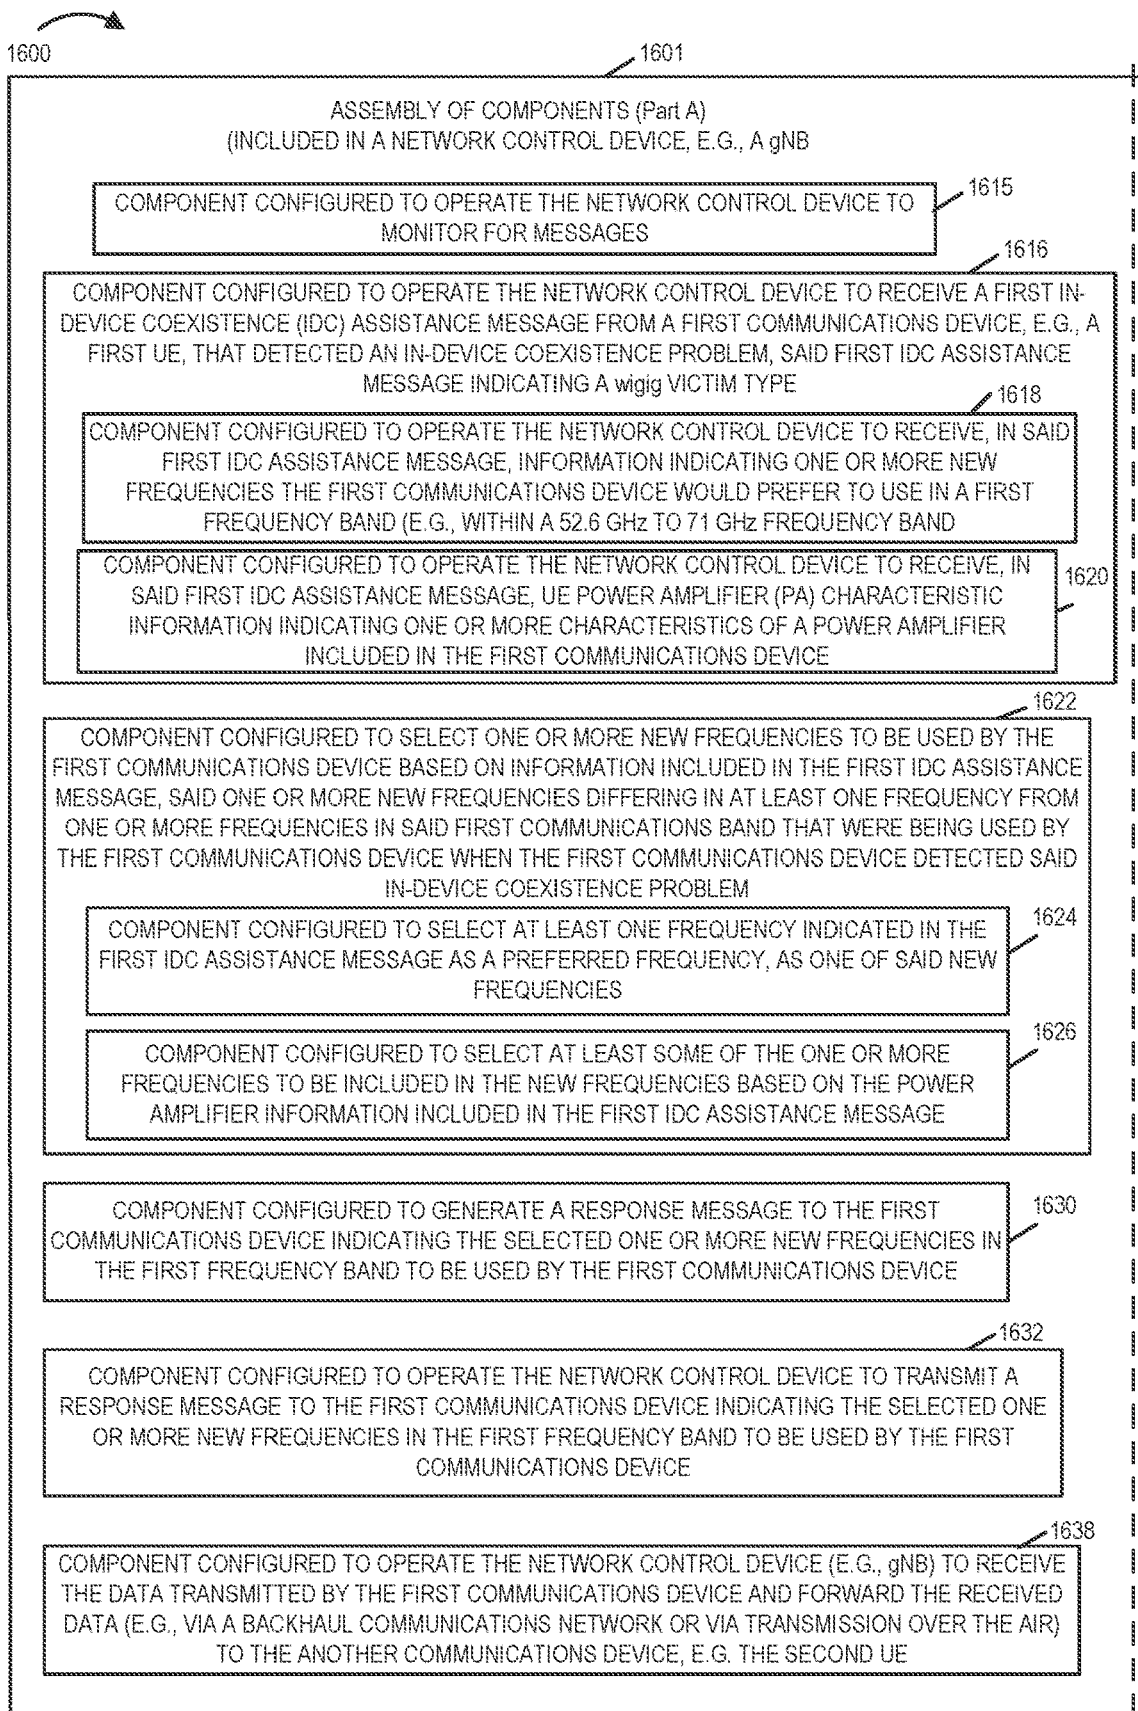 1600
1601
ASSEMBLY OF COMPONENTS (Part A)
(INCLUDED IN A NETWORK CONTROL DEVICE, E.G., A gNB
1615
COMPONENT CONFIGURED TO OPERATE THE NETWORK CONTROL DEVICE TO
MONITOR FOR MESSAGES
1616
COMPONENT CONFIGURED TO OPERATE THE NETWORK CONTROL DEVICE TO RECEIVE A FIRST IN-
DEVICE COEXISTENCE (IDC) ASSISTANCE MESSAGE FROM A FIRST COMMUNICATIONS DEVICE, E.G., A
FIRST UE, THAT DETECTED AN IN-DEVICE COEXISTENCE PROBLEM, SAID FIRST IDC ASSISTANCE
MESSAGE INDICATING A wigig VICTIM TYPE
1618
COMPONENT CONFIGURED TO OPERATE THE NETWORK CONTROL DEVICE TO RECEIVE, IN SAID
FIRST IDC ASSISTANCE MESSAGE, INFORMATION INDICATING ONE OR MORE NEW
FREQUENCIES THE FIRST COMMUNICATIONS DEVICE WOULD PREFER TO USE IN A FIRST
FREQUENCY BAND (E.G., WITHIN A 52.6 GHz TO 71 GHz FREQUENCY BAND
COMPONENT CONFIGURED TO OPERATE THE NETWORK CONTROL DEVICE TO RECEIVE, IN
SAID FIRST IDC ASSISTANCE MESSAGE, UE POWER AMPLIFIER (PA) CHARACTERISTIC
INFORMATION INDICATING ONE OR MORE CHARACTERISTICS OF A POWER AMPLIFIER
INCLUDED IN THE FIRST COMMUNICATIONS DEVICE
1620
1622
COMPONENT CONFIGURED TO SELECT ONE OR MORE NEW FREQUENCIES TO BE USED BY THE
FIRST COMMUNICATIONS DEVICE BASED ON INFORMATION INCLUDED IN THE FIRST IDC ASSISTANCE
MESSAGE, SAID ONE OR MORE NEW FREQUENCIES DIFFERING IN AT LEAST ONE FREQUENCY FROM
ONE OR MORE FREQUENCIES IN SAID FIRST COMMUNICATIONS BAND THAT WERE BEING USED BY
THE FIRST COMMUNICATIONS DEVICE WHEN THE FIRST COMMUNICATIONS DEVICE DETECTED SAID
IN-DEVICE COEXISTENCE PROBLEM
1624
COMPONENT CONFIGURED TO SELECT AT LEAST ONE FREQUENCY INDICATED IN THE
FIRST IDC ASSISTANCE MESSAGE AS A PREFERRED FREQUENCY, AS ONE OF SAID NEW
FREQUENCIES
1626
COMPONENT CONFIGURED TO SELECT AT LEAST SOME OF THE ONE OR MORE
FREQUENCIES TO BE INCLUDED IN THE NEW FREQUENCIES BASED ON THE POWER
AMPLIFIER INFORMATION INCLUDED IN THE FIRST IDC ASSISTANCE MESSAGE
1630
COMPONENT CONFIGURED TO GENERATE A RESPONSE MESSAGE TO THE FIRST
COMMUNICATIONS DEVICE INDICATING THE SELECTED ONE OR MORE NEW FREQUENCIES IN
THE FIRST FREQUENCY BAND TO BE USED BY THE FIRST COMMUNICATIONS DEVICE
1632
COMPONENT CONFIGURED TO OPERATE THE NETWORK CONTROL DEVICE TO TRANSMIT A
RESPONSE MESSAGE TO THE FIRST COMMUNICATIONS DEVICE INDICATING THE SELECTED ONE
OR MORE NEW FREQUENCIES IN THE FIRST FREQUENCY BAND TO BE USED BY THE FIRST
COMMUNICATIONS DEVICE
1638
COMPONENT CONFIGURED TO OPERATE THE NETWORK CONTROL DEVICE (E.G., gNB) TO RECEIVE
THE DATA TRANSMITTED BY THE FIRST COMMUNICATIONS DEVICE AND FORWARD THE RECEIVED
DATA (E.G., VIA A BACKHAUL COMMUNICATIONS NETWORK OR VIA TRANSMISSION OVER THE AIR)
TO THE ANOTHER COMMUNICATIONS DEVICE, E.G. THE SECOND UE